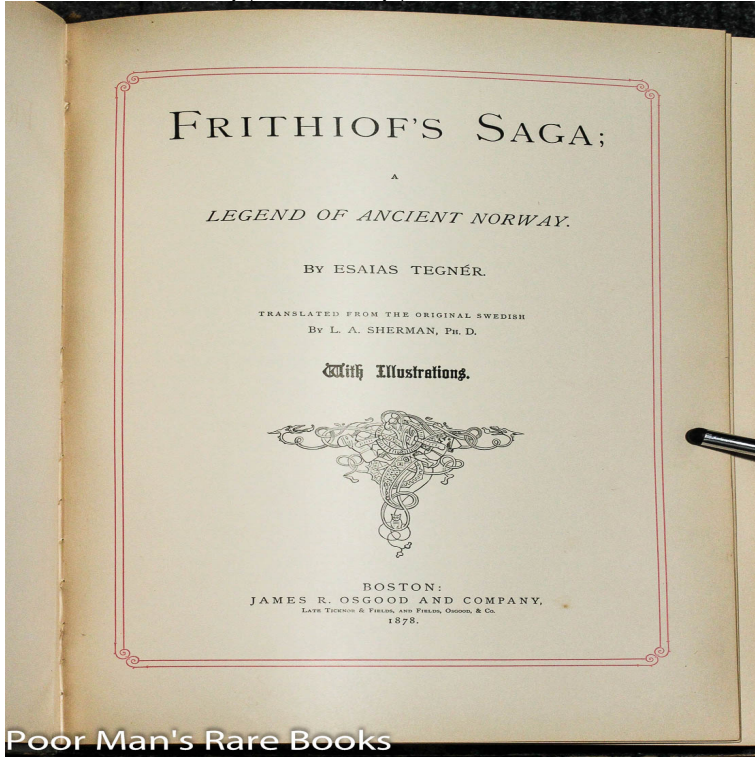 FRITHIOF'S SAGA;
A
LEGEND OF ANCIENT NORWAY.
BY ESAIAS TEGNÉR.
TRANSLATED FROM THE ORIGINAL SWEDISH
BY L. A. SHERMAN, PH. D.
With Illustrations.
BOSTON:
JAMES R. OSGOOD AND COMPANY,
LATE TICKNOR & FIELDS, AND FIELDS, OSGOOD, & CO.
1878.
Poor Man's Rare Books